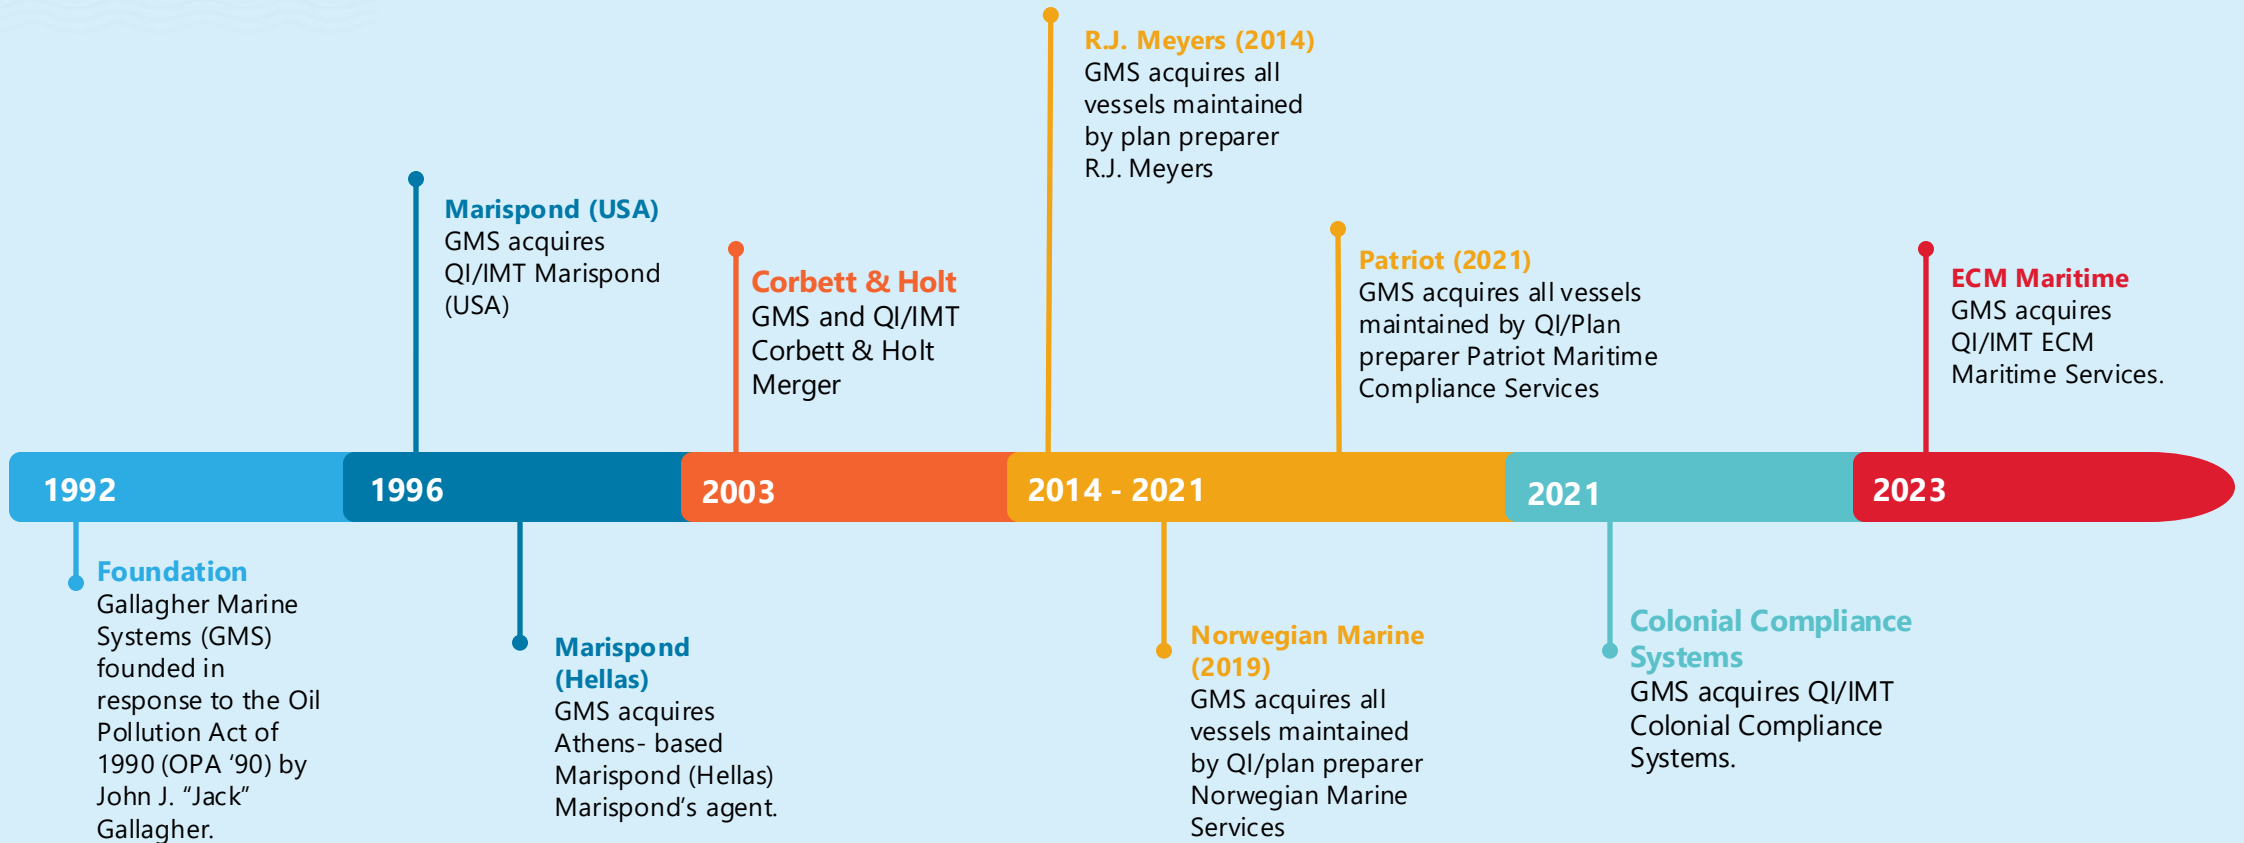 R.J. Meyers (2014)
GMS acquires all
vessels maintained
by plan preparer
R.J. Meyers
Marispond (USA)
GMS acquires
QI/IMT Marispond
(USA)
Corbett & Holt
GMS and QI/IMT
Corbett & Holt
Merger
Patriot (2021)
GMS acquires all vessels
maintained by QI/Plan
preparer Patriot Maritime
Compliance Services
ECM Maritime
GMS acquires
QI/IMT ECM
Maritime Services.
1992
1996
2003
2014 - 2021
2021
2023
Foundation
Gallagher Marine
Systems (GMS)
founded in
response to the Oil
Pollution Act of
1990 (OPA ‘90) by
John J. “Jack”
Gallagher.
Marispond
(Hellas)
GMS acquires
Athens- based
Marispond (Hellas)
Marispond’s agent.
Norwegian Marine
(2019)
GMS acquires all
vessels maintained
by QI/plan preparer
Norwegian Marine
Services
Colonial Compliance
Systems
GMS acquires QI/IMT
Colonial Compliance
Systems.